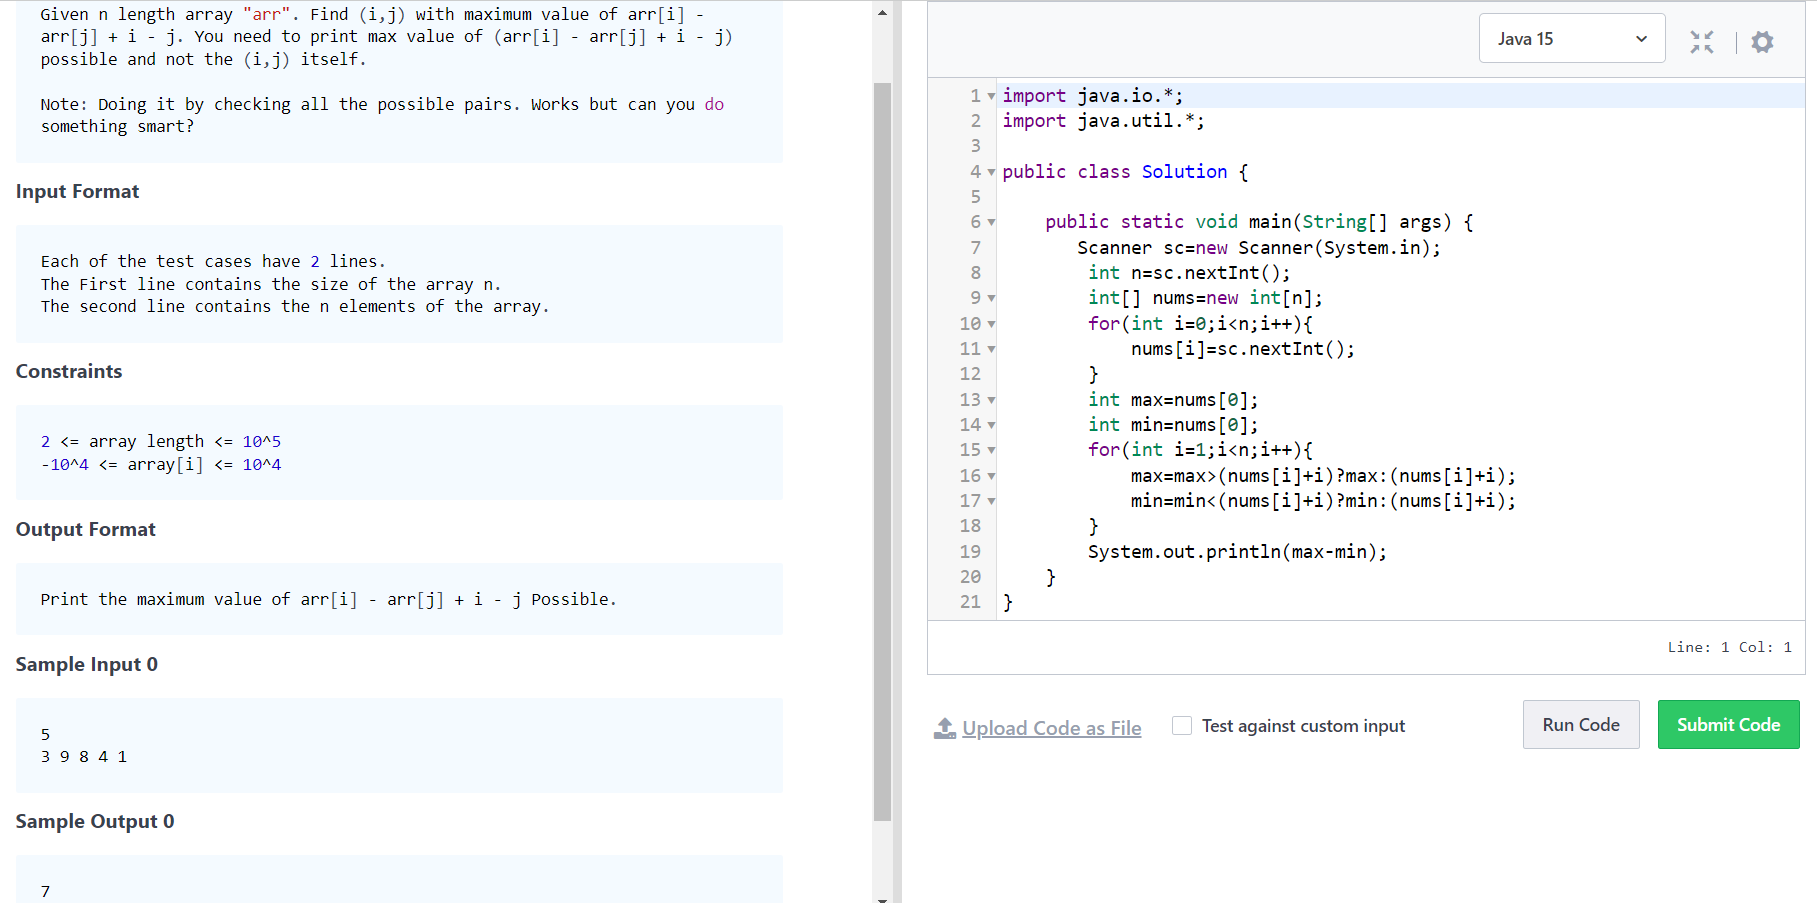 Given n length array "arr". Find (i,j) with maximum value of arr[i] -
arr[j] + i - j. You need to print max value of (arr[i] - arr[j] + i - j)
possible and not the (i,j) itself.
Note: Doing it by checking all the possible pairs. Works but can you do
something smart?
Input Format
Each of the test cases have 2 lines.
The First line contains the size of the array n.
The second line contains the n elements of the array.
Constraints
2 <= array length <= 10^5
-10^4 <= array[i] <= 10^4
Output Format
Print the maximum value of arr[i] - arr[j] + i - j Possible.
Sample Input 0
5
3 9 8 4 1
Sample Output 0
7
Java 15
1 import java.io.*;
2 import java.util.*;
3
4 public class Solution {
5
6 public static void main(String[] args) {
7 Scanner sc=new Scanner(System.in);
8 int n=sc.nextInt();
9 int[] nums=new int[n];
10 for(int i=0;i<n;i++){
11 nums[i]=sc.nextInt();
12 }
13 int max=nums[0];
14 int min=nums[0];
15 for(int i=1;i<n;i++){
16 max=max>(nums[i]+i)?max:(nums[i]+i);
17 min=min<(nums[i]+i)?min:(nums[i]+i);
18 }
19 System.out.println(max-min);
20 }
21 }
Line: 1 Col: 1
Upload Code as File
Test against custom input
Run Code
Submit Code